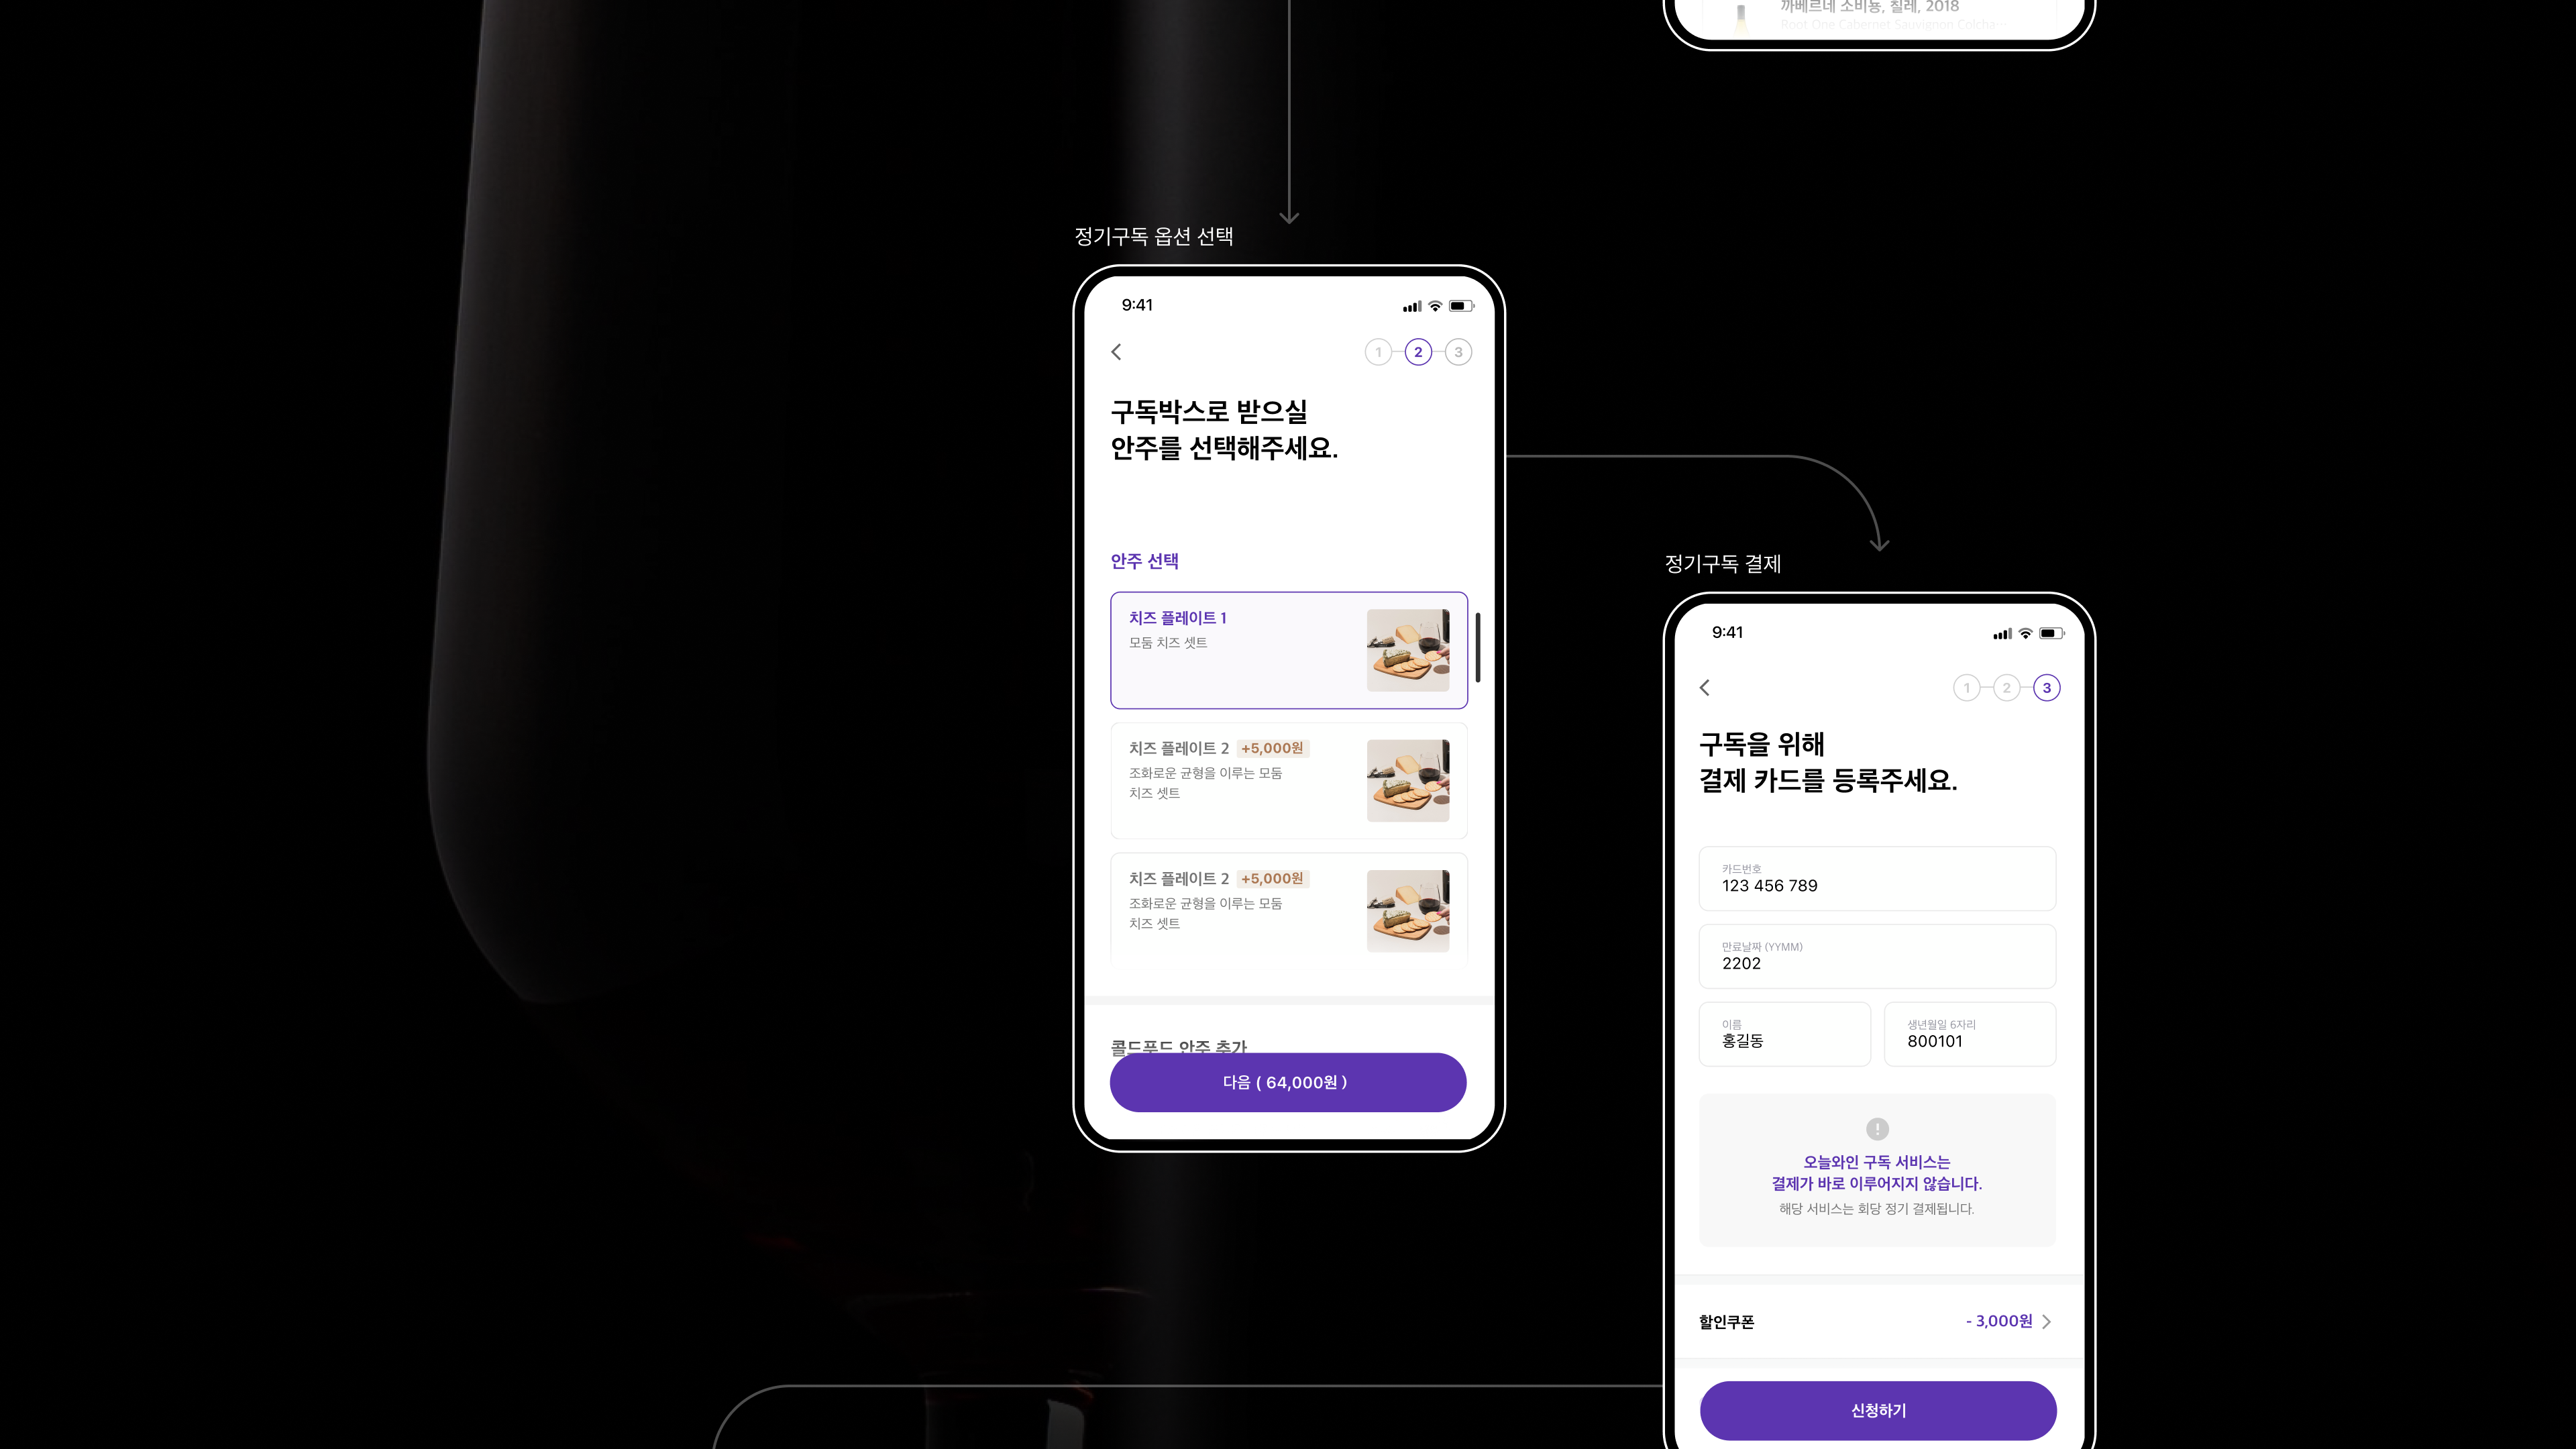 까베르네 소비뇽, 칠레, 2018
Root One Cabernet Sauvignon Colcha···
정기구독 옵션 선택
9:41
1
2
3
구독박스로 받으실
안주를 선택해주세요.
안주 선택
치즈 플레이트 1
모둠 치즈 셋트
치즈 플레이트 2 +5,000원
조화로운 균형을 이루는 모둠
치즈 셋트
치즈 플레이트 2 +5,000원
조화로운 균형을 이루는 모둠
치즈 셋트
콜드푸드 안주 추가
다음 ( 64,000원 )
정기구독 결제
9:41
1
2
3
구독을 위해
결제 카드를 등록주세요.
카드번호
123 456 789
만료날짜 (YYMM)
2202
이름
홍길동
생년월일 6자리
800101
오늘와인 구독 서비스는
결제가 바로 이루어지지 않습니다.
해당 서비스는 회당 정기 결제됩니다.
할인쿠폰
- 3,000원
신청하기